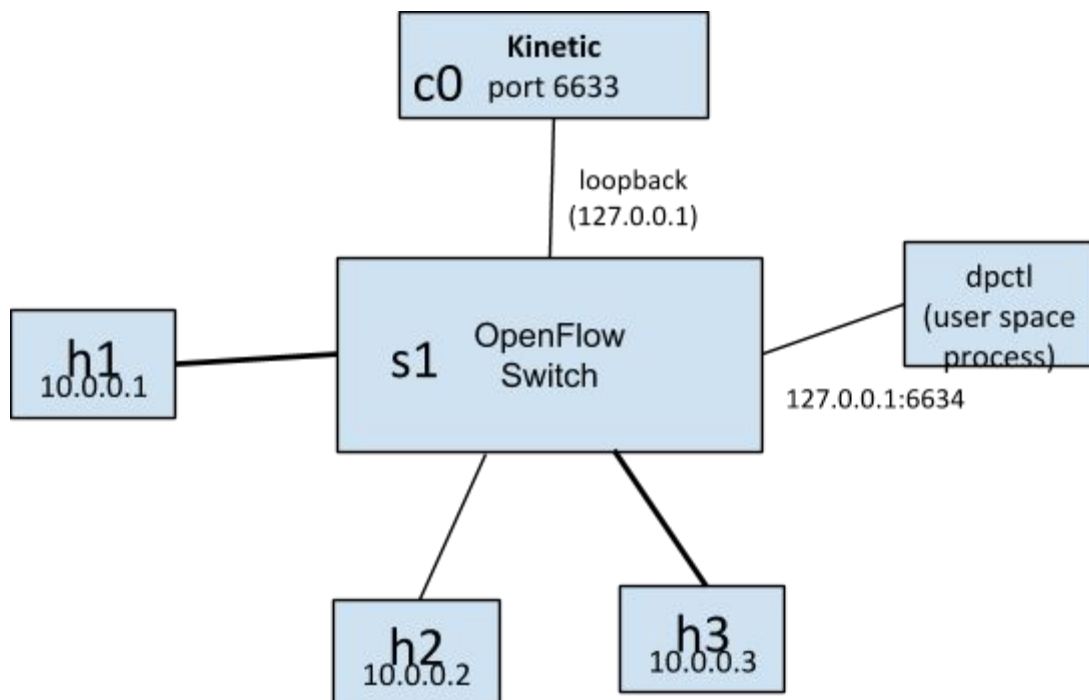 Kinetic
c0 port 6633
loopback
(127.0.0.1)
dpctl
(user space
process)
127.0.0.1:6634
s1
OpenFlow
Switch
h1
10.0.0.1
h2
10.0.0.2
h3
10.0.0.3